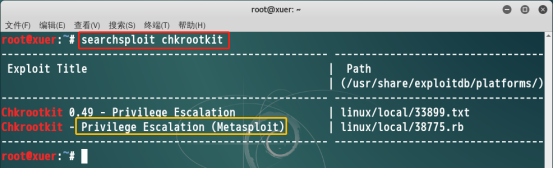 root@xuer: ~
文件(F) 编辑(E) 查看(V) 搜索(S) 终端(T) 帮助(H)
root@xuer:~# searchsploit chkrootkit
Exploit Title | Path
| (/usr/share/exploitdb/platforms/)
Chkrootkit 0.49 - Privilege Escalation | linux/local/33899.txt
Chkrootkit - Privilege Escalation (Metasploit) | linux/local/38775.rb
root@xuer:~#